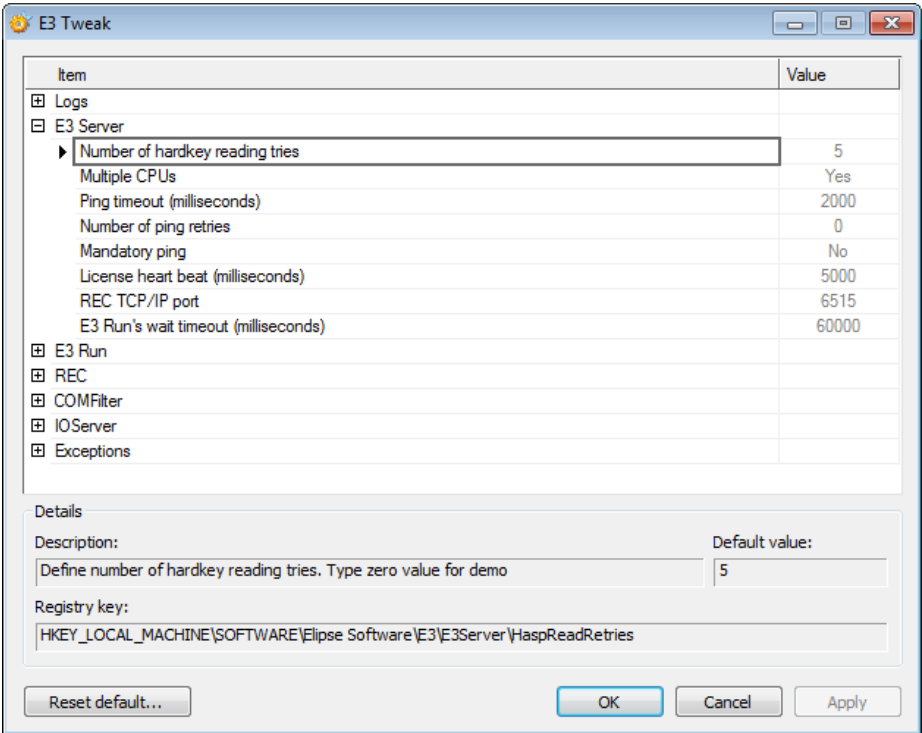 E3 Tweak
Item Value
Logs
E3 Server
Number of hardkey reading tries 5
Multiple CPUs Yes
Ping timeout (milliseconds) 2000
Number of ping retries 0
Mandatory ping No
License heart beat (milliseconds) 5000
REC TCP/IP port 6515
E3 Run's wait timeout (milliseconds) 60000
E3 Run
REC
COMFilter
IOServer
Exceptions
Details
Description: Default value:
Define number of hardkey reading tries. Type zero value for demo 5
Registry key:
HKEY_LOCAL_MACHINE\SOFTWARE\Elipse Software\E3\E3Server\HaspReadRetries
Reset default... OK Cancel Apply